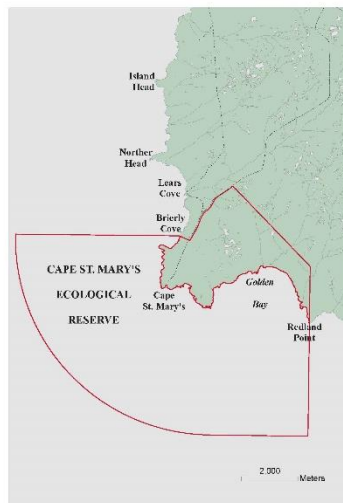 Island
Head
Norther
Head
Lears
Cove
Brierly
Cove
CAPE ST. MARY'S
ECOLOGICAL
RESERVE
Cape
St. Mary's
Golden
Bay
Redland
Point
2,000
Meters